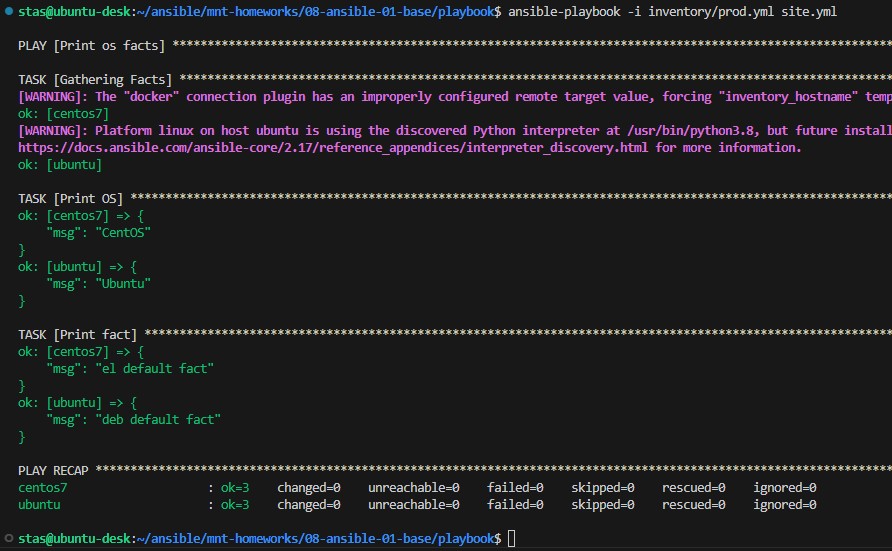 stas@ubuntu-desk:~/ansible/mnt-homeworks/08-ansible-01-base/playbook$ ansible-playbook -i inventory/prod.yml site.yml
PLAY [Print os facts] ****************************************************************************************************
TASK [Gathering Facts] ***************************************************************************************************
[WARNING]: The "docker" connection plugin has an improperly configured remote target value, forcing "inventory_hostname" temp
ok: [centos7]
[WARNING]: Platform linux on host ubuntu is using the discovered Python interpreter at /usr/bin/python3.8, but future install
https://docs.ansible.com/ansible-core/2.17/reference_appendices/interpreter_discovery.html for more information.
ok: [ubuntu]
TASK [Print OS] **********************************************************************************************************
ok: [centos7] => {
    "msg": "CentOS"
}
ok: [ubuntu] => {
    "msg": "Ubuntu"
}
TASK [Print fact] ********************************************************************************************************
ok: [centos7] => {
    "msg": "el default fact"
}
ok: [ubuntu] => {
    "msg": "deb default fact"
}
PLAY RECAP ***************************************************************************************************************
centos7                    : ok=3    changed=0    unreachable=0    failed=0    skipped=0    rescued=0    ignored=0
ubuntu                     : ok=3    changed=0    unreachable=0    failed=0    skipped=0    rescued=0    ignored=0
stas@ubuntu-desk:~/ansible/mnt-homeworks/08-ansible-01-base/playbook$